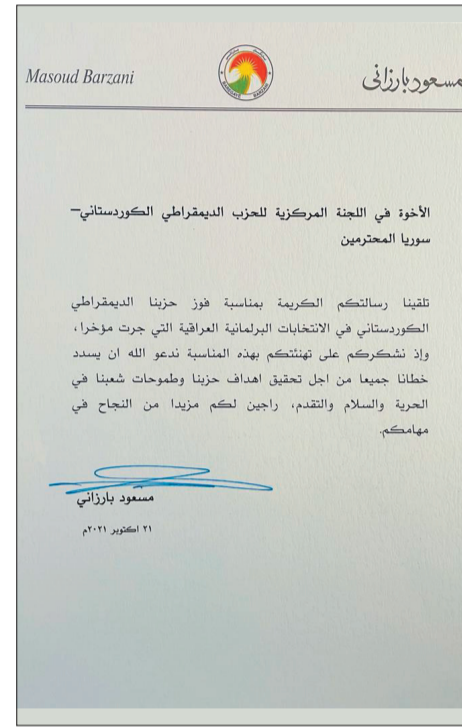 Masoud Barzani
مسعود بارزانى
الأخوة في اللجنة المركزية للحزب الديمقراطي الكوردستاني–
سوريا المحترمين
تلقينا رسالتكم الكريمة بمناسبة فوز حزبنا الديمقراطي
الكوردستاني في الانتخابات البرلمانية العراقية التي جرت مؤخرا،
وإذ نشكركم على تهنئتكم بهذه المناسبة ندعو الله ان يسدد
خطانا جميعا من اجل تحقيق اهداف حزبنا وطموحات شعبنا في
الحرية والسلام والتقدم، راجين لكم مزيدا من النجاح في
مهامكم.
مسعود بارزاني
٢١ اكتوبر ٢٠٢١م